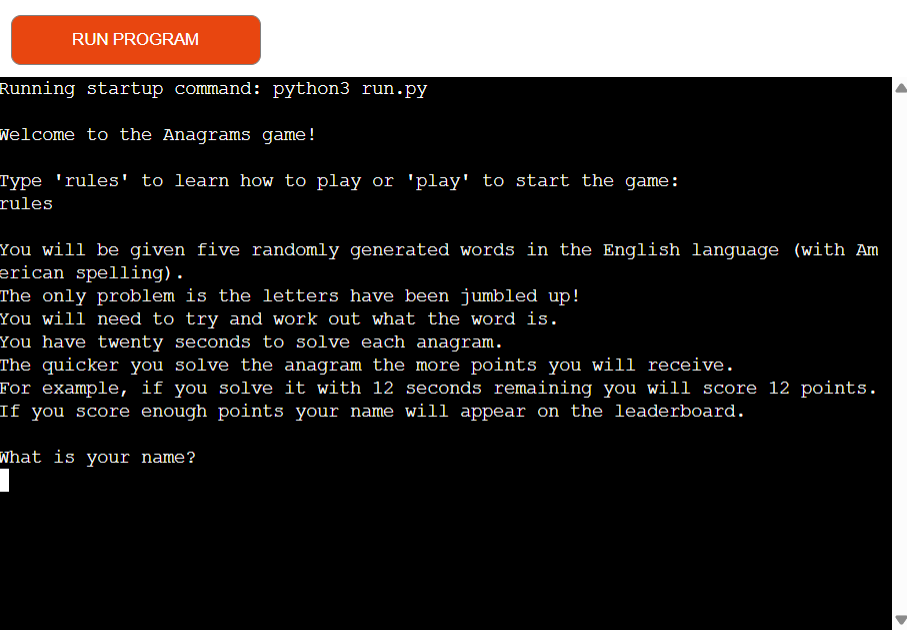 RUN PROGRAM
Running startup command: python3 run.py
Welcome to the Anagrams game!
Type 'rules' to learn how to play or 'play' to start the game:
rules
You will be given five randomly generated words in the English language (with Am
erican spelling).
The only problem is the letters have been jumbled up!
You will need to try and work out what the word is.
You have twenty seconds to solve each anagram.
The quicker you solve the anagram the more points you will receive.
For example, if you solve it with 12 seconds remaining you will score 12 points.
If you score enough points your name will appear on the leaderboard.
What is your name?